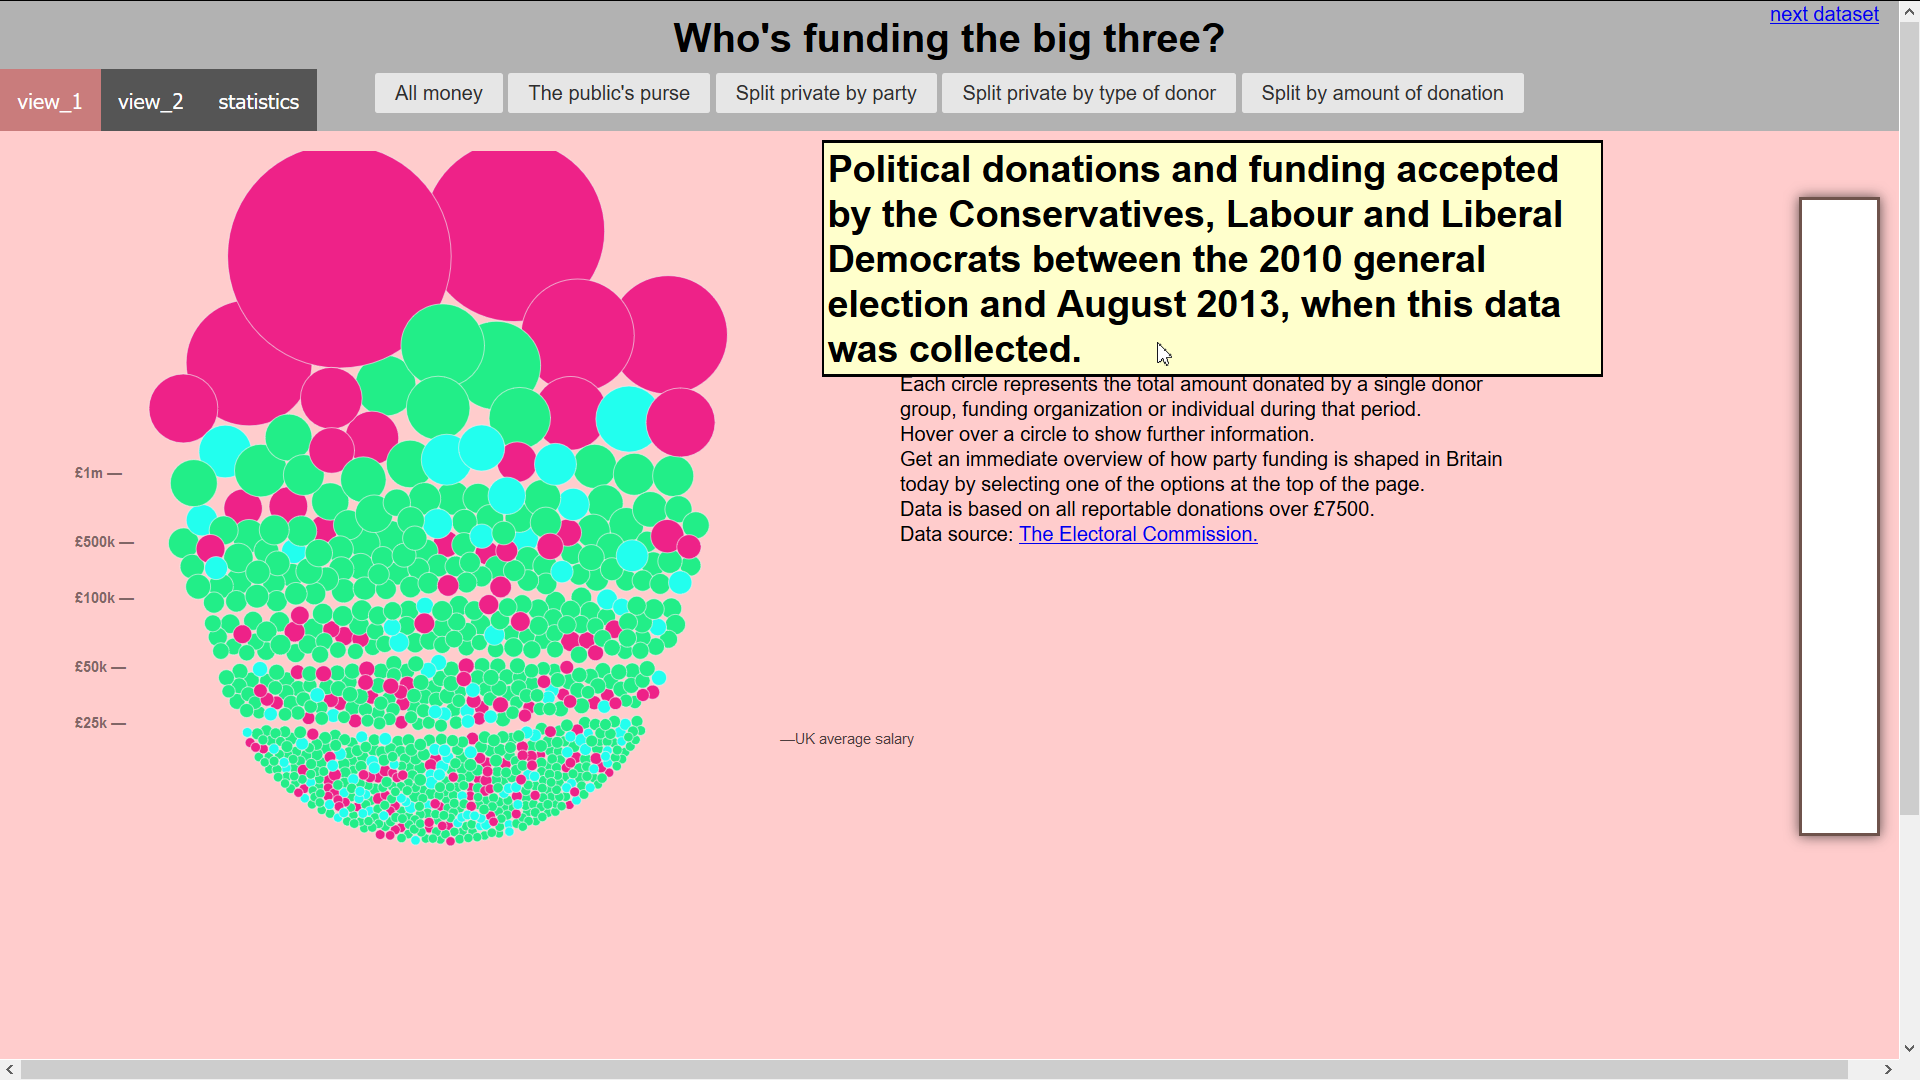 next dataset
Who's funding the big three?
view_1 view_2 statistics
All money The public's purse Split private by party Split private by type of donor Split by amount of donation
Political donations and funding accepted
by the Conservatives, Labour and Liberal
Democrats between the 2010 general
election and August 2013, when this data
was collected.
Each circle represents the total amount donated by a single donor
group, funding organization or individual during that period.
Hover over a circle to show further information.
Get an immediate overview of how party funding is shaped in Britain
today by selecting one of the options at the top of the page.
Data is based on all reportable donations over £7500.
Data source: The Electoral Commission.
£1m —
£500k —
£100k —
£50k —
£25k —
—UK average salary